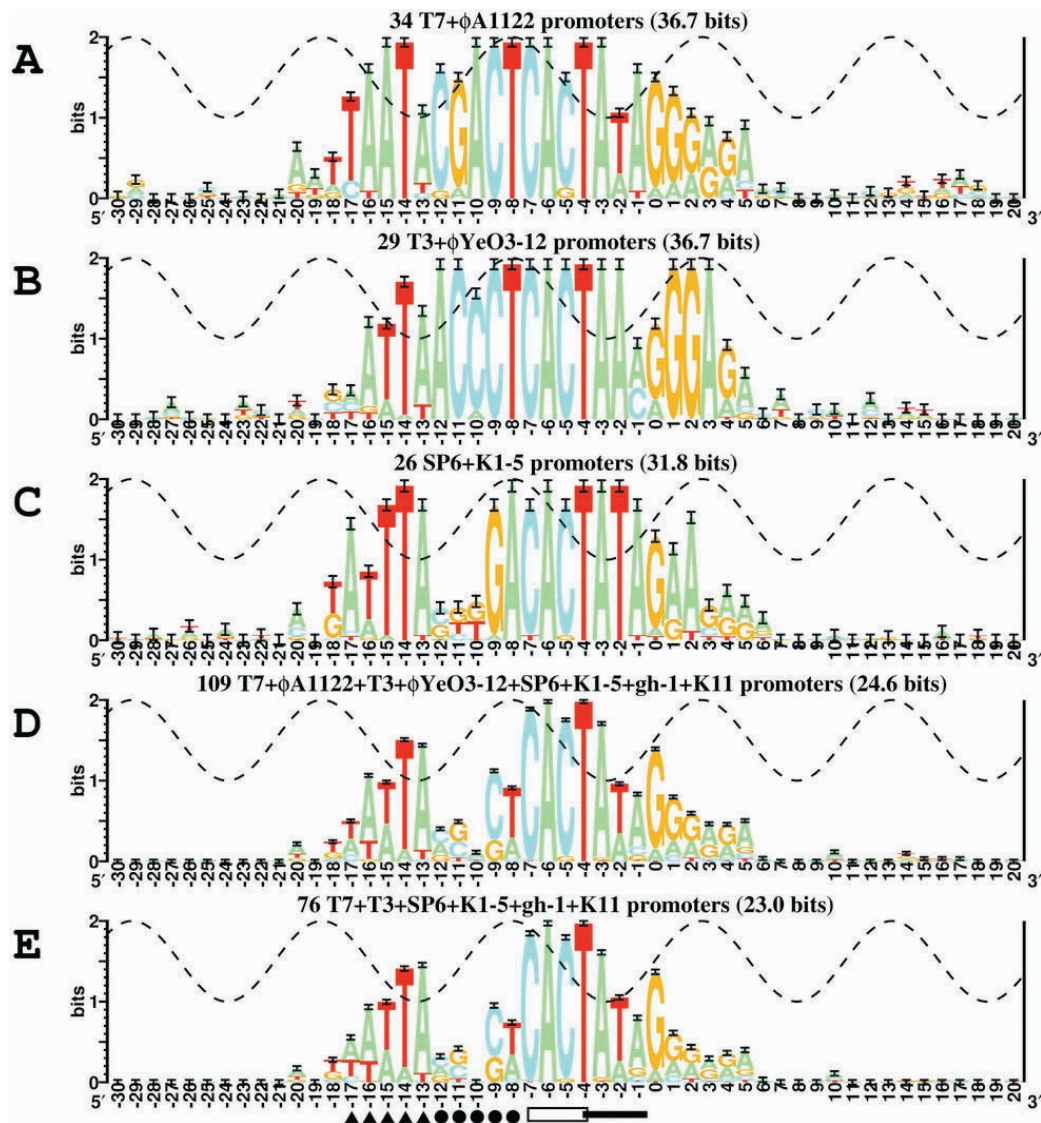 34 T7+ϕA1122 promoters (36.7 bits)
A
2
1
0
bits
5′ -30 -29 -28 -27 -26 -25 -24 -23 -22 -21 -20 -19 -18 -17 -16 -15 -14 -13 -12 -11 -10 -9 -8 -7 -6 -5 -4 -3 -2 -1 0 1 2 3 4 5 6 7 8 9 10 11 12 13 14 15 16 17 18 19 20 3′
29 T3+ϕYeO3-12 promoters (36.7 bits)
B
2
1
0
bits
5′ -30 -29 -28 -27 -26 -25 -24 -23 -22 -21 -20 -19 -18 -17 -16 -15 -14 -13 -12 -11 -10 -9 -8 -7 -6 -5 -4 -3 -2 -1 0 1 2 3 4 5 6 7 8 9 10 11 12 13 14 15 16 17 18 19 20 3′
26 SP6+K1-5 promoters (31.8 bits)
C
2
1
0
bits
5′ -30 -29 -28 -27 -26 -25 -24 -23 -22 -21 -20 -19 -18 -17 -16 -15 -14 -13 -12 -11 -10 -9 -8 -7 -6 -5 -4 -3 -2 -1 0 1 2 3 4 5 6 7 8 9 10 11 12 13 14 15 16 17 18 19 20 3′
109 T7+ϕA1122+T3+ϕYeO3-12+SP6+K1-5+gh-1+K11 promoters (24.6 bits)
D
2
1
0
bits
5′ -30 -29 -28 -27 -26 -25 -24 -23 -22 -21 -20 -19 -18 -17 -16 -15 -14 -13 -12 -11 -10 -9 -8 -7 -6 -5 -4 -3 -2 -1 0 1 2 3 4 5 6 7 8 9 10 11 12 13 14 15 16 17 18 19 20 3′
76 T7+T3+SP6+K1-5+gh-1+K11 promoters (23.0 bits)
E
2
1
0
bits
5′ -30 -29 -28 -27 -26 -25 -24 -23 -22 -21 -20 -19 -18 -17 -16 -15 -14 -13 -12 -11 -10 -9 -8 -7 -6 -5 -4 -3 -2 -1 0 1 2 3 4 5 6 7 8 9 10 11 12 13 14 15 16 17 18 19 20 3′